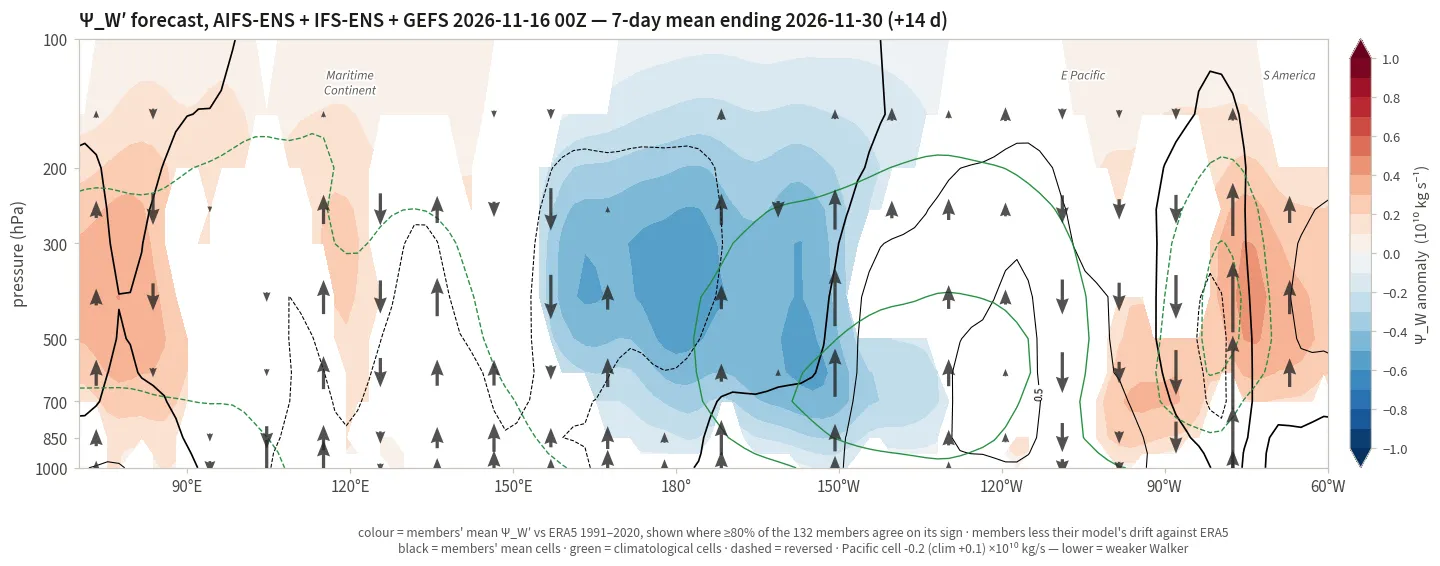 Ψ_W′ forecast, AIFS-ENS + IFS-ENS + GEFS 2026-11-16 00Z — 7-day mean ending 2026-11-30 (+14 d)
100
200
300
400
500
700
850
1000
pressure (hPa)
Maritime
Continent
E Pacific
S America
0.5
90°E
120°E
150°E
180°
150°W
120°W
90°W
60°W
1.0
0.8
0.6
0.4
0.2
0.0
−0.2
−0.4
−0.6
−0.8
−1.0
Ψ_W anomaly (10¹⁰ kg s⁻¹)
colour = members' mean Ψ_W′ vs ERA5 1991–2020, shown where ≥80% of the 132 members agree on its sign · members less their model's drift against ERA5
black = members' mean cells · green = climatological cells · dashed = reversed · Pacific cell -0.2 (clim +0.1) ×10¹⁰ kg/s — lower = weaker Walker